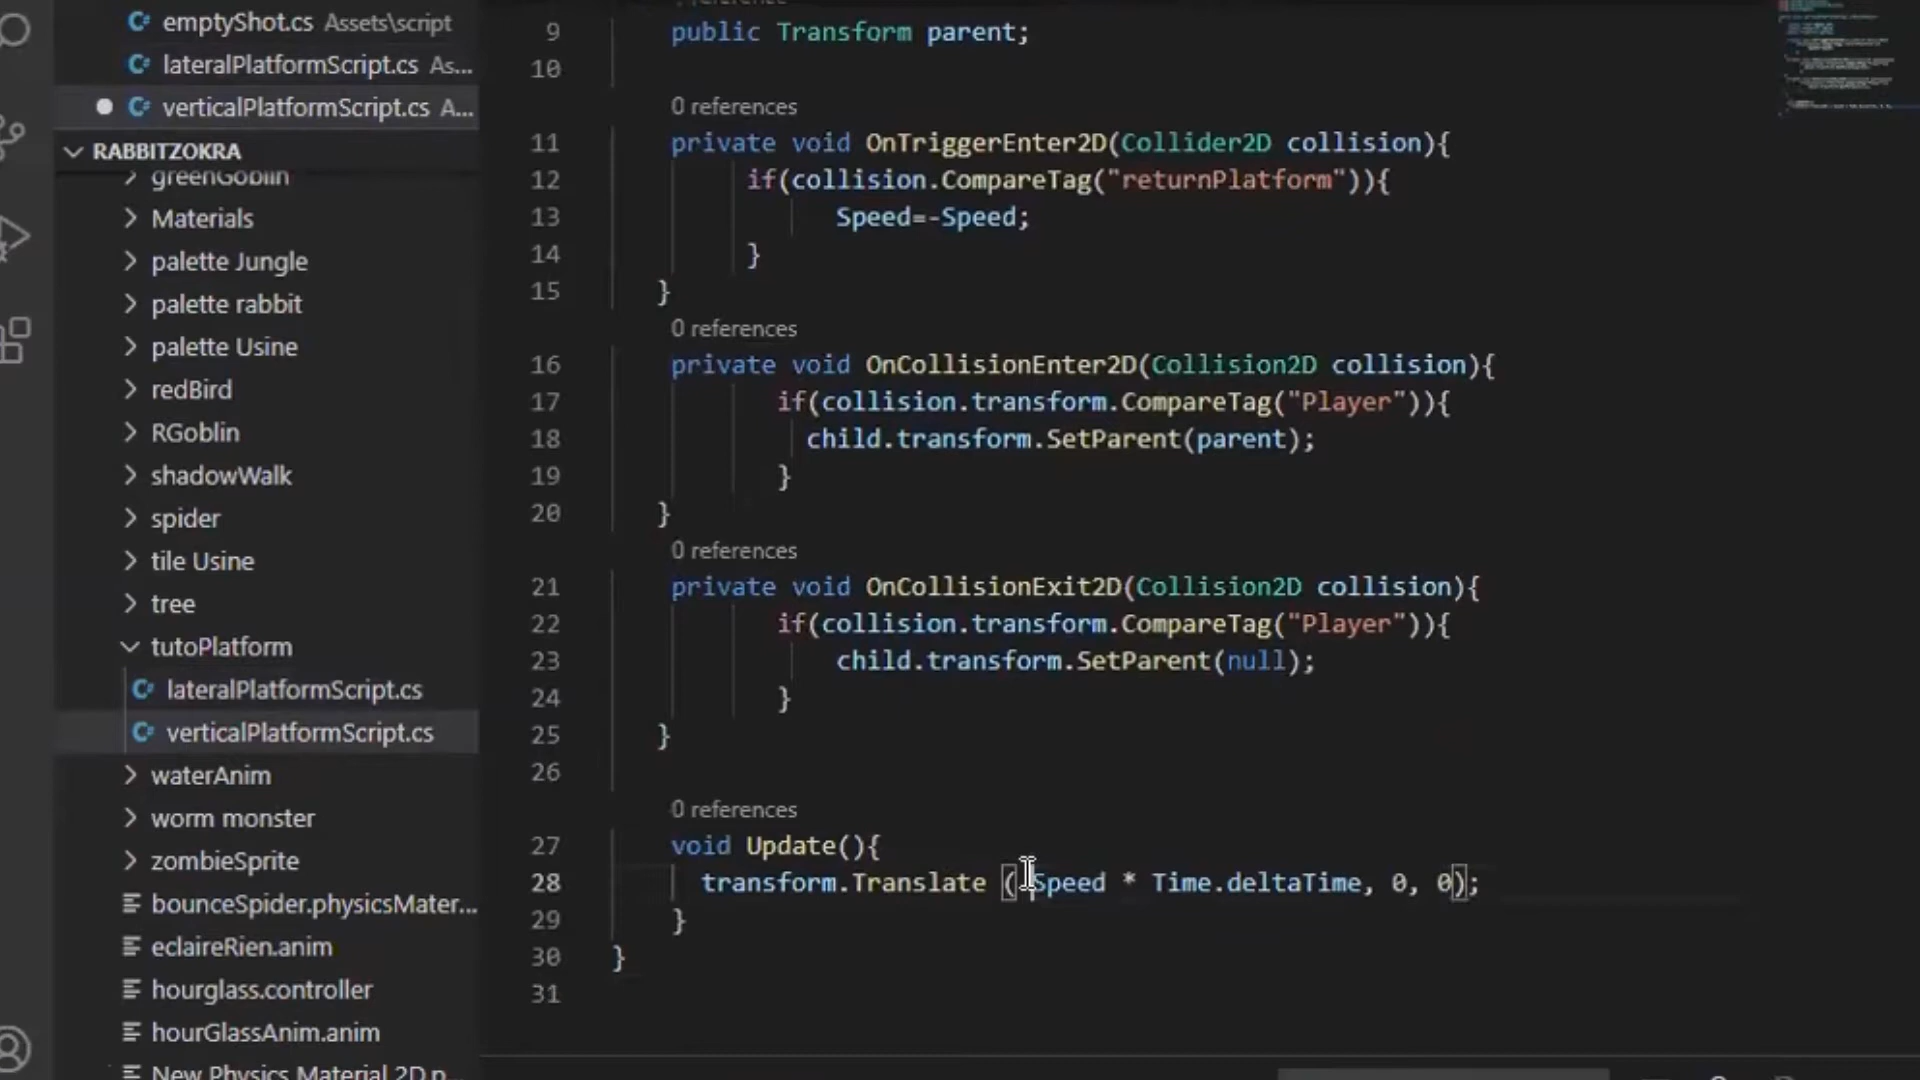 emptyShot.cs Assets\script
lateralPlatformScript.cs As...
verticalPlatformScript.cs A...
RABBITZOKRA
greenGoblin
Materials
palette Jungle
palette rabbit
palette Usine
redBird
RGoblin
shadowWalk
spider
tile Usine
tree
tutoPlatform
lateralPlatformScript.cs
verticalPlatformScript.cs
waterAnim
worm monster
zombieSprite
bounceSpider.physicsMater...
eclaireRien.anim
hourglass.controller
hourGlassAnim.anim
New Physics Material 2D.p...
9 public Transform parent;
10
0 references
11 private void OnTriggerEnter2D(Collider2D collision){
12 if(collision.CompareTag("returnPlatform")){
13 Speed=-Speed;
14 }
15 }
0 references
16 private void OnCollisionEnter2D(Collision2D collision){
17 if(collision.transform.CompareTag("Player")){
18 child.transform.SetParent(parent);
19 }
20 }
0 references
21 private void OnCollisionExit2D(Collision2D collision){
22 if(collision.transform.CompareTag("Player")){
23 child.transform.SetParent(null);
24 }
25 }
26
0 references
27 void Update(){
28 transform.Translate ( Speed * Time.deltaTime, 0, 0);
29 }
30 }
31